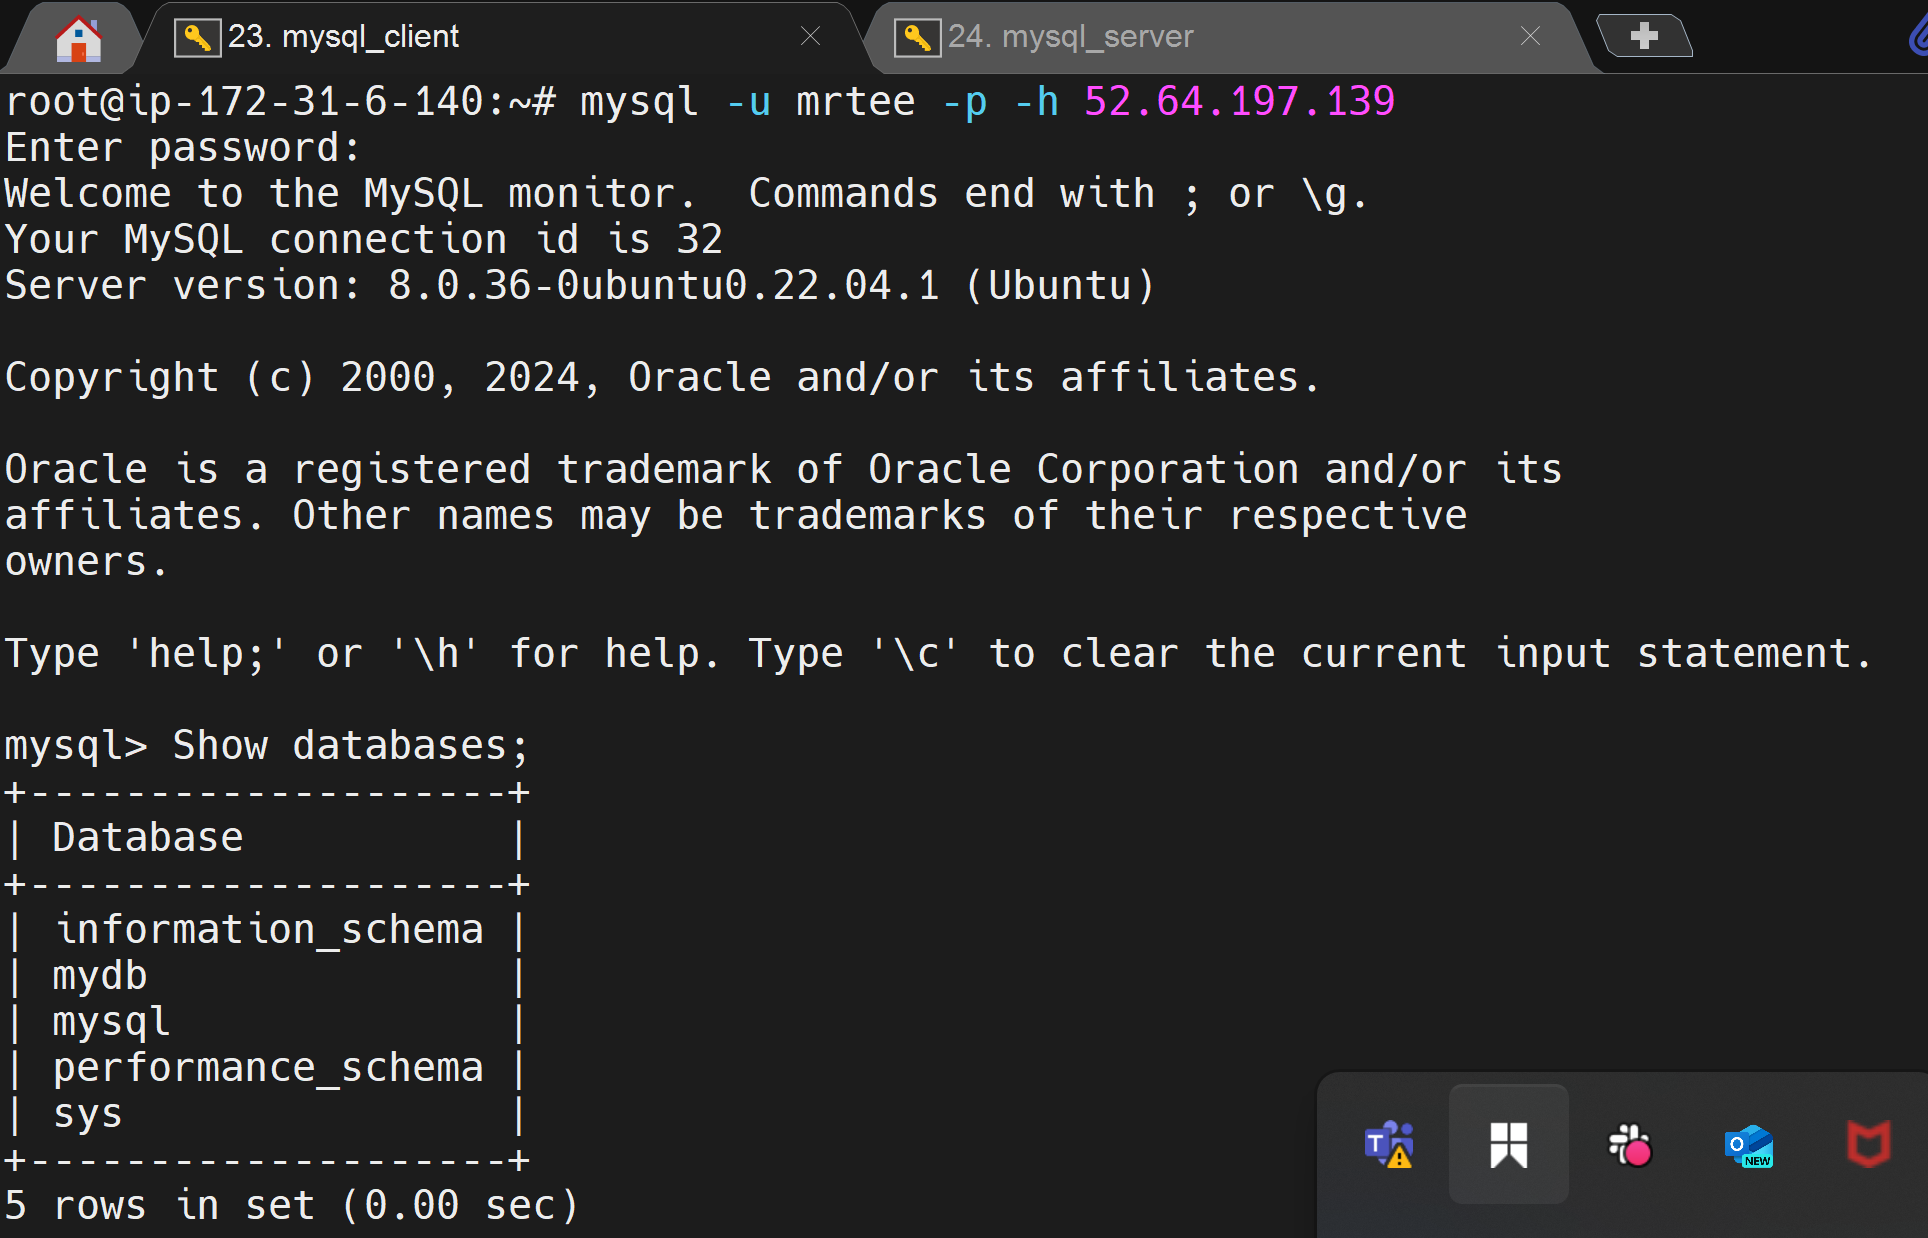 23. mysql_client
24. mysql_server
root@ip-172-31-6-140:~# mysql -u mrtee -p -h 52.64.197.139
Enter password:
Welcome to the MySQL monitor.  Commands end with ; or \g.
Your MySQL connection id is 32
Server version: 8.0.36-0ubuntu0.22.04.1 (Ubuntu)

Copyright (c) 2000, 2024, Oracle and/or its affiliates.

Oracle is a registered trademark of Oracle Corporation and/or its
affiliates. Other names may be trademarks of their respective
owners.

Type 'help;' or '\h' for help. Type '\c' to clear the current input statement.

mysql> Show databases;
+--------------------+
| Database           |
+--------------------+
| information_schema |
| mydb               |
| mysql              |
| performance_schema |
| sys                |
+--------------------+
5 rows in set (0.00 sec)
T
O
NEW